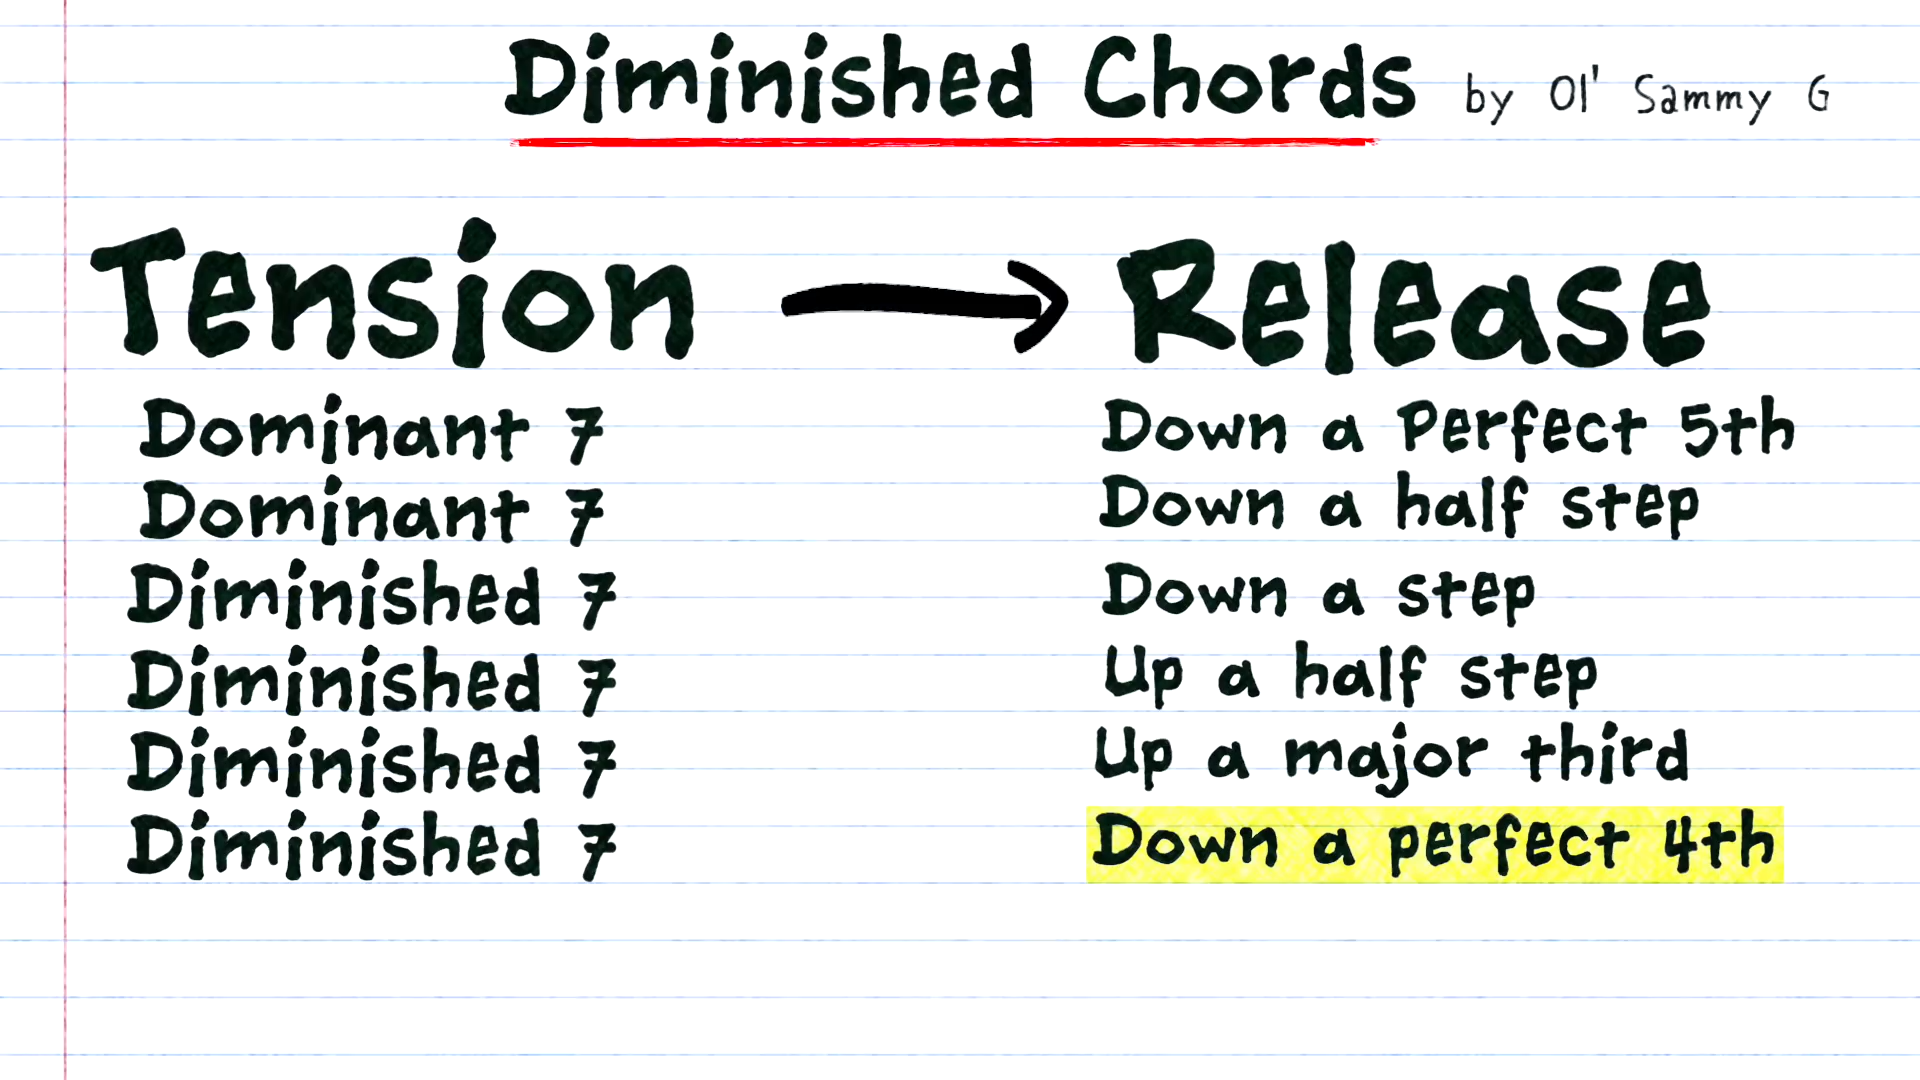 Diminished Chords by Ol' Sammy G
Tension → Release
Dominant 7 Down a Perfect 5th
Dominant 7 Down a half step
Diminished 7 Down a step
Diminished 7 Up a half step
Diminished 7 Up a major third
Diminished 7 Down a perfect 4th